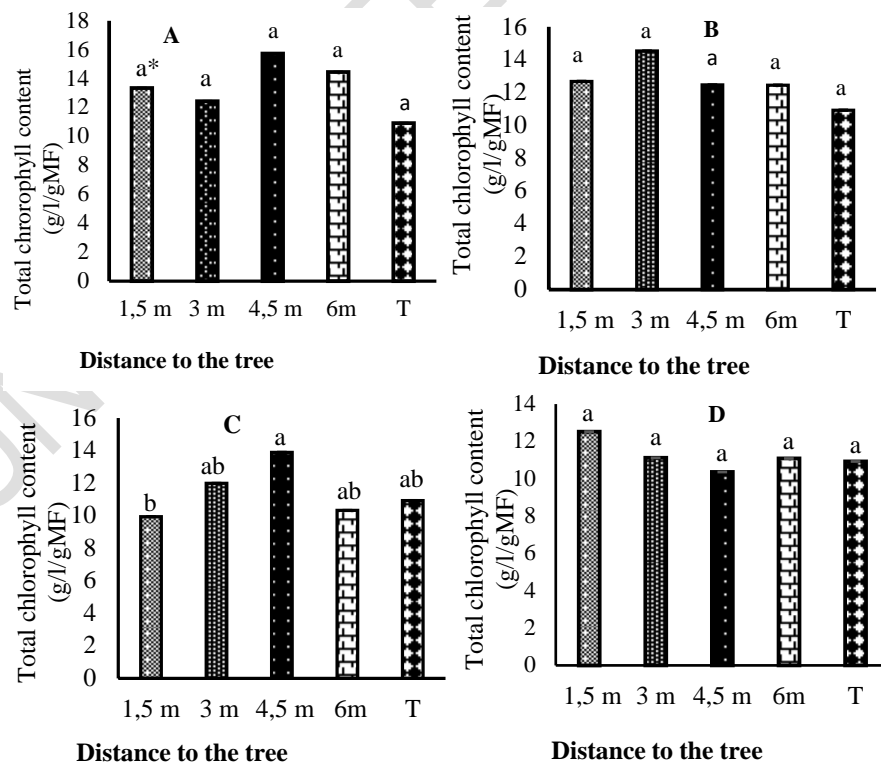 A
Total chrorophyll content
(g/l/gMF)
18
16
14
12
10
8
6
4
2
0
a*
a
a
a
a
1,5 m
3 m
4,5 m
6m
T
Distance to the tree
B
Total chlorophyll content
(g/l/gMF)
16
14
12
10
8
6
4
2
0
a
a
a
a
a
1,5 m
3 m
4,5 m
6m
T
Distance to the tree
C
Total chlorophyll content
(g/l/gMF)
16
14
12
10
8
6
4
2
0
b
ab
a
ab
ab
1,5 m
3 m
4,5 m
6m
T
Distance to the tree
D
Total chlorophyll content
(g/l/gMF)
14
12
10
8
6
4
2
0
a
a
a
a
a
1,5 m
3 m
4,5 m
6m
T
Distance to the tree